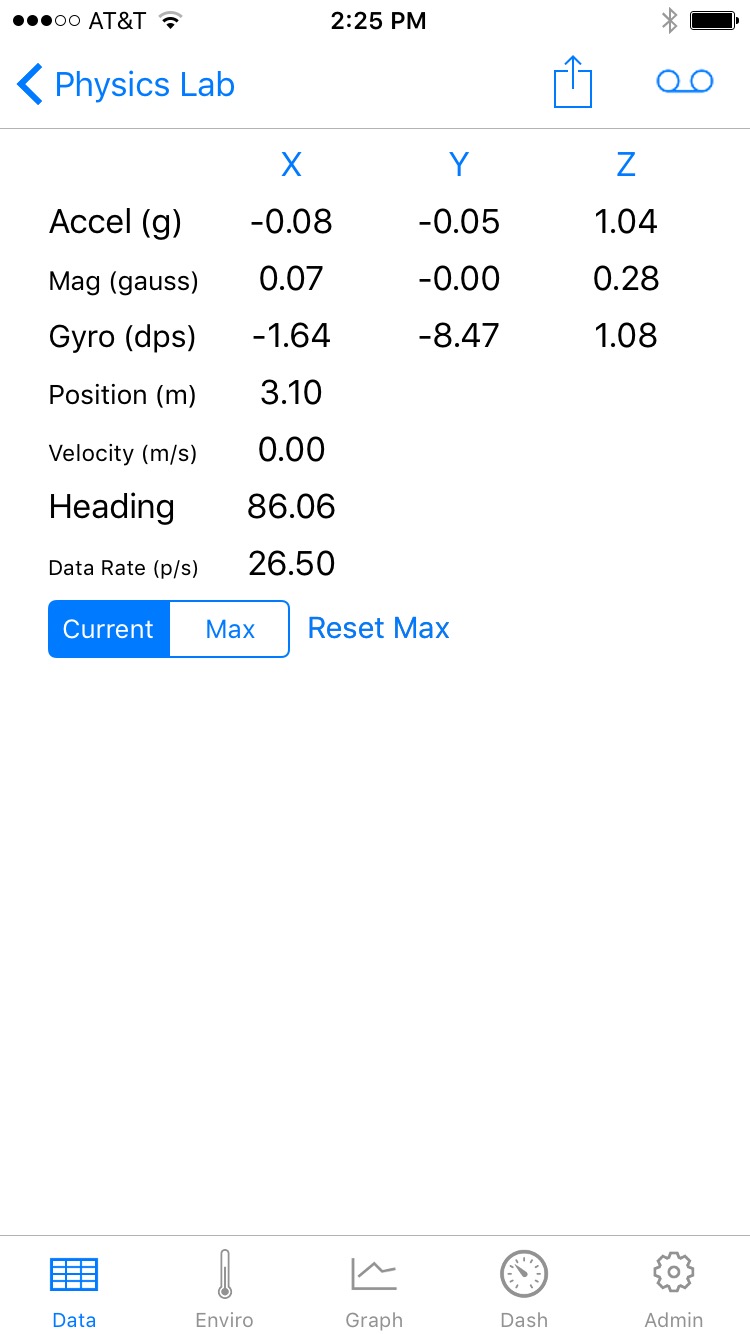 AT&T 2:25 PM
Physics Lab
X Y Z
Accel (g) -0.08 -0.05 1.04
Mag (gauss) 0.07 -0.00 0.28
Gyro (dps) -1.64 -8.47 1.08
Position (m) 3.10
Velocity (m/s) 0.00
Heading 86.06
Data Rate (p/s) 26.50
Current Max Reset Max
Data Enviro Graph Dash Admin